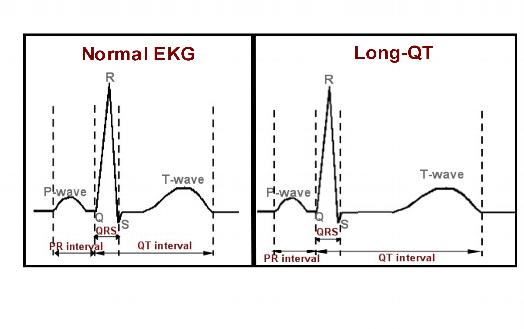 Normal EKG
R
P-wave
T-wave
Q
S
QRS
PR interval
QT interval
Long-QT
R
P-wave
T-wave
Q
S
QRS
PR interval
QT interval